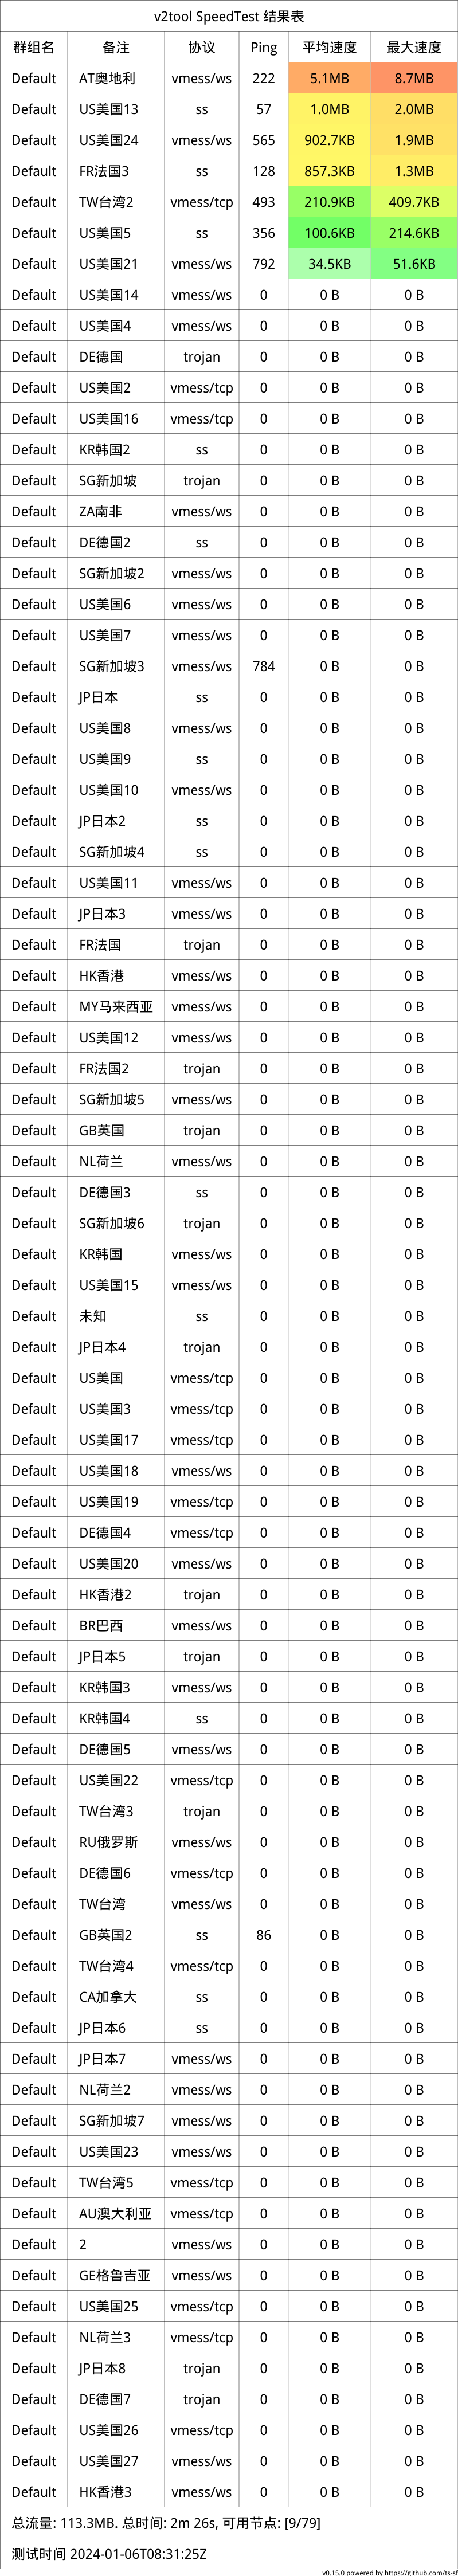 v2tool SpeedTest 结果表
群组名 备注 协议 Ping 平均速度 最大速度
Default AT奥地利 vmess/ws 222 5.1MB 8.7MB
Default US美国13 ss 57 1.0MB 2.0MB
Default US美国24 vmess/ws 565 902.7KB 1.9MB
Default FR法国3 ss 128 857.3KB 1.3MB
Default TW台湾2 vmess/tcp 493 210.9KB 409.7KB
Default US美国5 ss 356 100.6KB 214.6KB
Default US美国21 vmess/ws 792 34.5KB 51.6KB
Default US美国14 vmess/ws 0 0 B 0 B
Default US美国4 vmess/ws 0 0 B 0 B
Default DE德国 trojan 0 0 B 0 B
Default US美国2 vmess/tcp 0 0 B 0 B
Default US美国16 vmess/tcp 0 0 B 0 B
Default KR韩国2 ss 0 0 B 0 B
Default SG新加坡 trojan 0 0 B 0 B
Default ZA南非 vmess/ws 0 0 B 0 B
Default DE德国2 ss 0 0 B 0 B
Default SG新加坡2 vmess/ws 0 0 B 0 B
Default US美国6 vmess/ws 0 0 B 0 B
Default US美国7 vmess/ws 0 0 B 0 B
Default SG新加坡3 vmess/ws 784 0 B 0 B
Default JP日本 ss 0 0 B 0 B
Default US美国8 vmess/ws 0 0 B 0 B
Default US美国9 ss 0 0 B 0 B
Default US美国10 vmess/ws 0 0 B 0 B
Default JP日本2 ss 0 0 B 0 B
Default SG新加坡4 ss 0 0 B 0 B
Default US美国11 vmess/ws 0 0 B 0 B
Default JP日本3 vmess/ws 0 0 B 0 B
Default FR法国 trojan 0 0 B 0 B
Default HK香港 vmess/ws 0 0 B 0 B
Default MY马来西亚 vmess/ws 0 0 B 0 B
Default US美国12 vmess/ws 0 0 B 0 B
Default FR法国2 trojan 0 0 B 0 B
Default SG新加坡5 vmess/ws 0 0 B 0 B
Default GB英国 trojan 0 0 B 0 B
Default NL荷兰 vmess/ws 0 0 B 0 B
Default DE德国3 ss 0 0 B 0 B
Default SG新加坡6 trojan 0 0 B 0 B
Default KR韩国 vmess/ws 0 0 B 0 B
Default US美国15 vmess/ws 0 0 B 0 B
Default 未知 ss 0 0 B 0 B
Default JP日本4 trojan 0 0 B 0 B
Default US美国 vmess/tcp 0 0 B 0 B
Default US美国3 vmess/tcp 0 0 B 0 B
Default US美国17 vmess/tcp 0 0 B 0 B
Default US美国18 vmess/ws 0 0 B 0 B
Default US美国19 vmess/tcp 0 0 B 0 B
Default DE德国4 vmess/tcp 0 0 B 0 B
Default US美国20 vmess/ws 0 0 B 0 B
Default HK香港2 trojan 0 0 B 0 B
Default BR巴西 vmess/ws 0 0 B 0 B
Default JP日本5 trojan 0 0 B 0 B
Default KR韩国3 vmess/ws 0 0 B 0 B
Default KR韩国4 ss 0 0 B 0 B
Default DE德国5 vmess/ws 0 0 B 0 B
Default US美国22 vmess/tcp 0 0 B 0 B
Default TW台湾3 trojan 0 0 B 0 B
Default RU俄罗斯 vmess/ws 0 0 B 0 B
Default DE德国6 vmess/tcp 0 0 B 0 B
Default TW台湾 vmess/ws 0 0 B 0 B
Default GB英国2 ss 86 0 B 0 B
Default TW台湾4 vmess/tcp 0 0 B 0 B
Default CA加拿大 ss 0 0 B 0 B
Default JP日本6 ss 0 0 B 0 B
Default JP日本7 vmess/ws 0 0 B 0 B
Default NL荷兰2 vmess/ws 0 0 B 0 B
Default SG新加坡7 vmess/ws 0 0 B 0 B
Default US美国23 vmess/ws 0 0 B 0 B
Default TW台湾5 vmess/tcp 0 0 B 0 B
Default AU澳大利亚 vmess/tcp 0 0 B 0 B
Default 2 vmess/ws 0 0 B 0 B
Default GE格鲁吉亚 vmess/ws 0 0 B 0 B
Default US美国25 vmess/tcp 0 0 B 0 B
Default NL荷兰3 vmess/tcp 0 0 B 0 B
Default JP日本8 trojan 0 0 B 0 B
Default DE德国7 trojan 0 0 B 0 B
Default US美国26 vmess/tcp 0 0 B 0 B
Default US美国27 vmess/ws 0 0 B 0 B
Default HK香港3 vmess/ws 0 0 B 0 B
总流量: 113.3MB. 总时间: 2m 26s, 可用节点: [9/79]
测试时间 2024-01-06T08:31:25Z
v0.15.0 powered by https://github.com/ts-sf